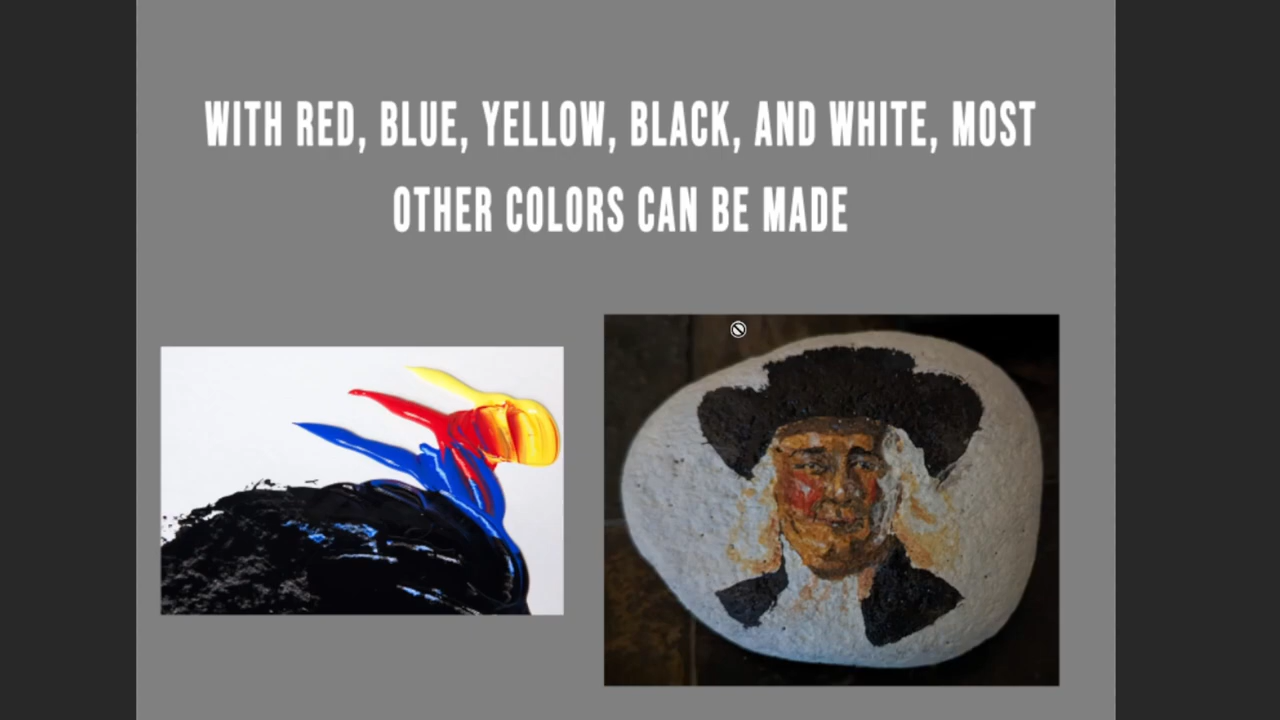 WITH RED, BLUE, YELLOW, BLACK, AND WHITE, MOST
OTHER COLORS CAN BE MADE